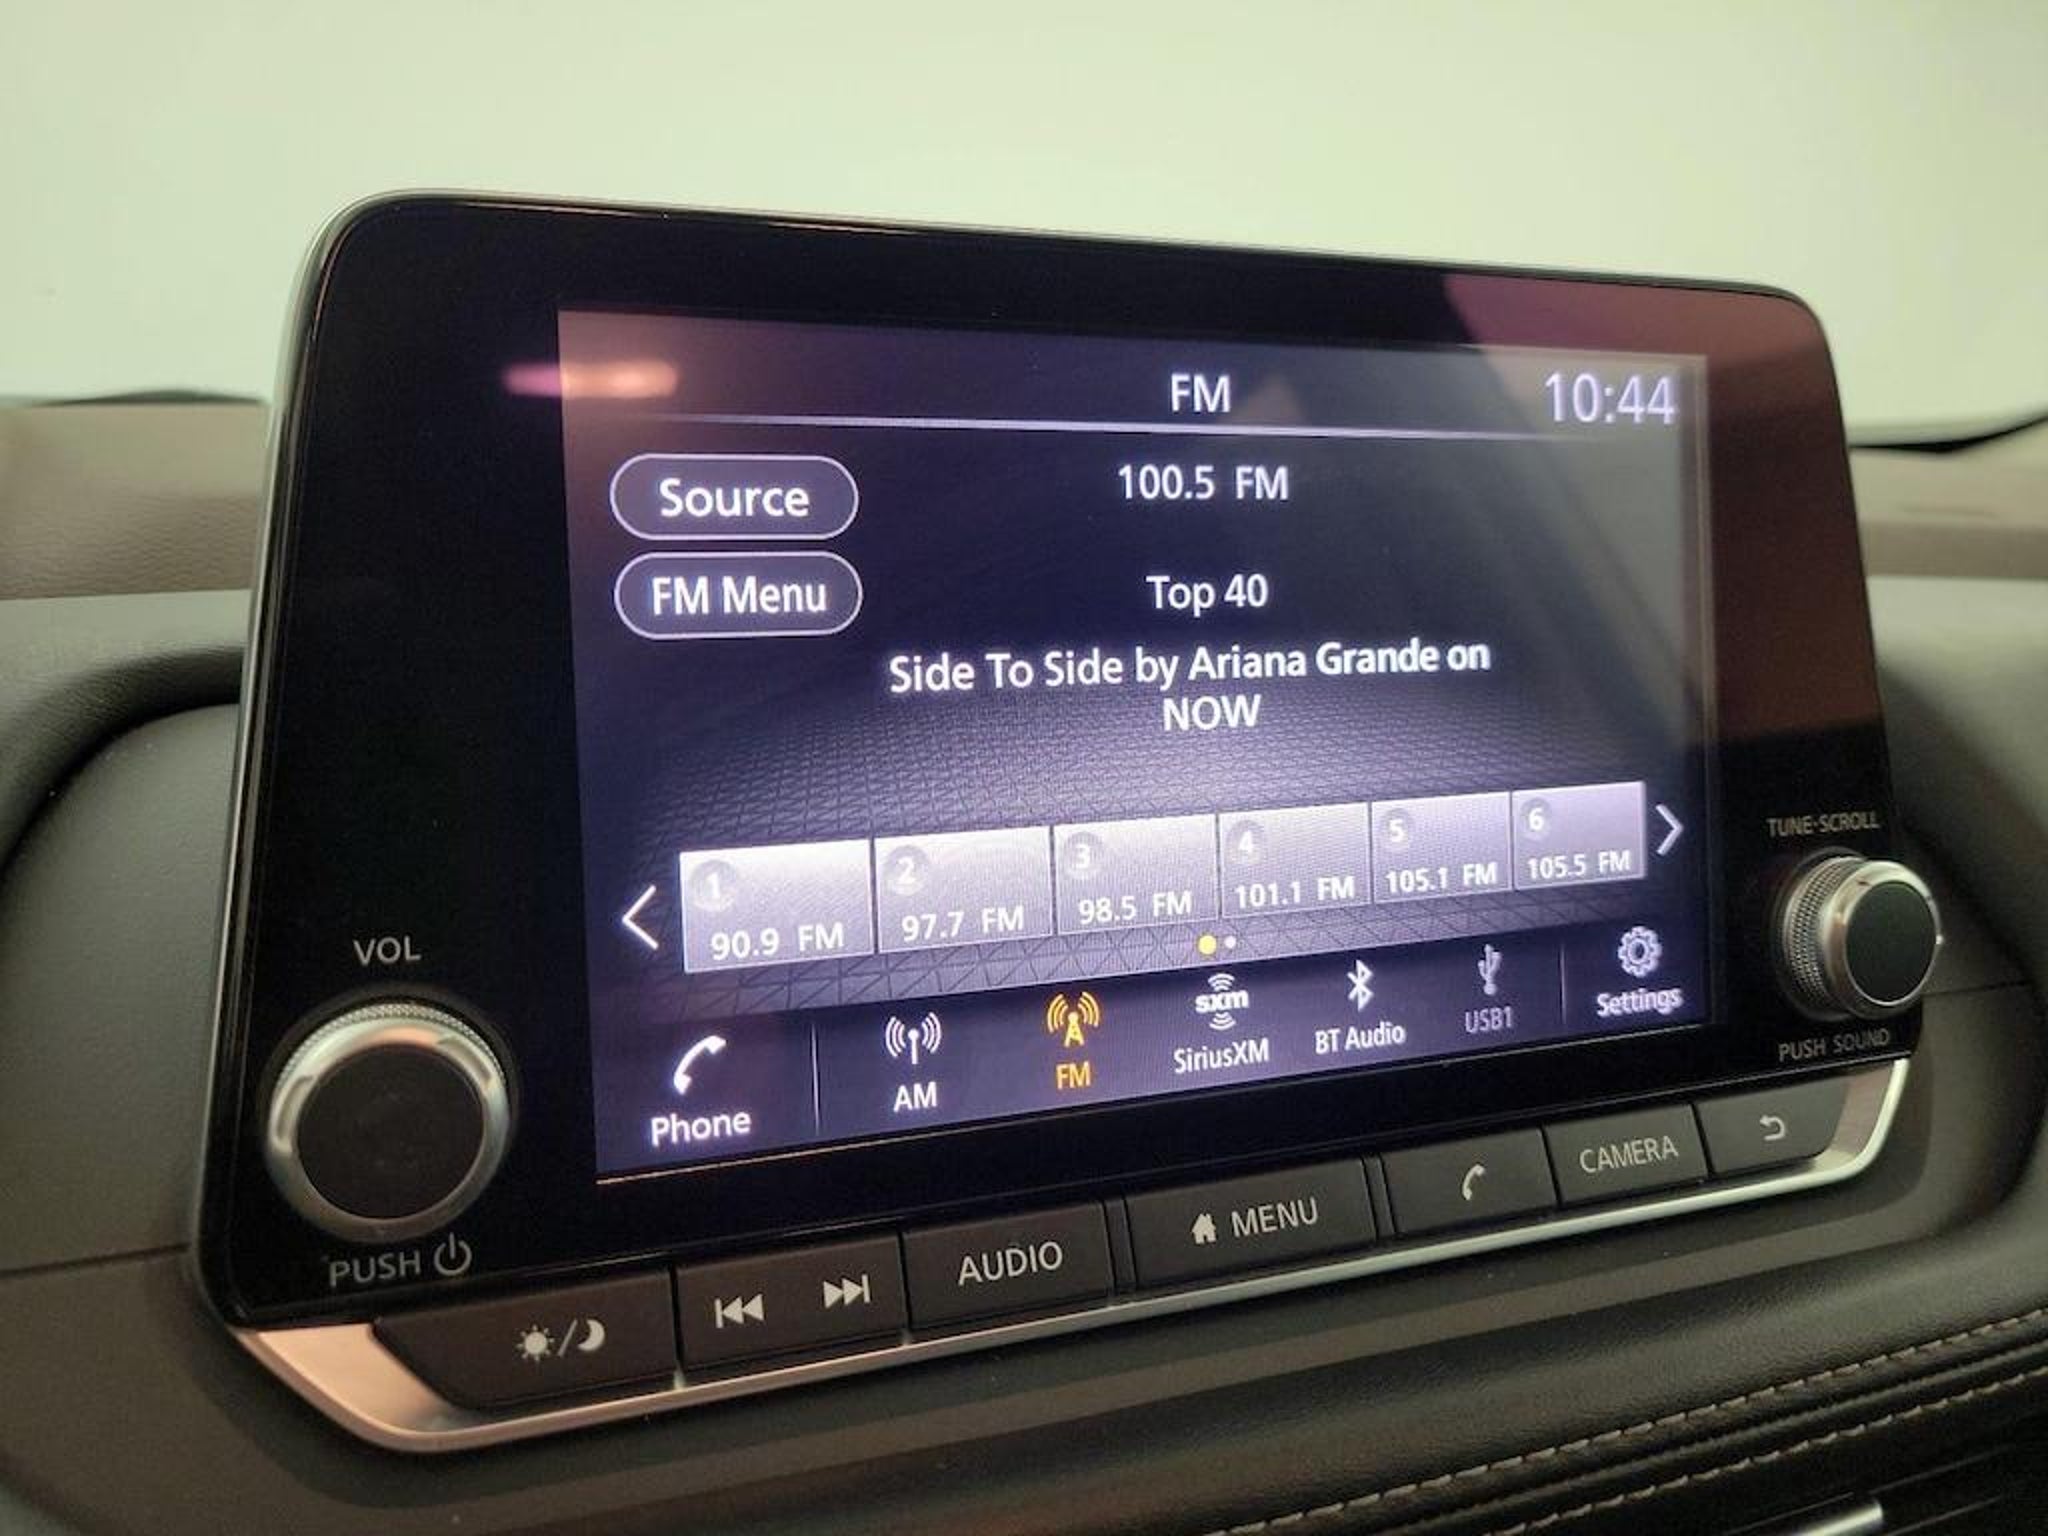 FM
10:44
Source
100.5 FM
FM Menu
Top 40
Side To Side by Ariana Grande on
NOW
1
90.9 FM
2
97.7 FM
3
98.5 FM
4
101.1 FM
5
105.1 FM
6
105.5 FM
Phone
AM
FM
sxm
SiriusXM
BT Audio
USB1
Settings
VOL
PUSH
TUNE·SCROLL
PUSH SOUND
AUDIO
MENU
CAMERA